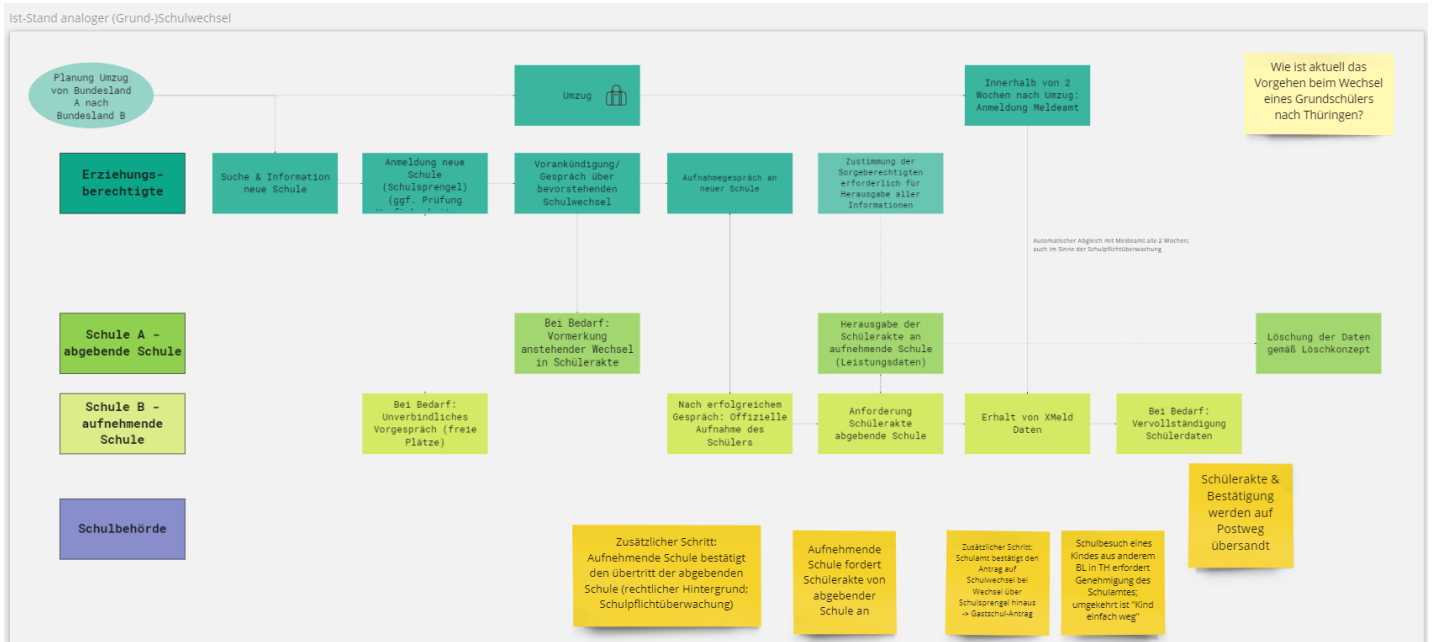 Ist-Stand analoger (Grund-)Schulwechsel
Planung Umzug
von Bundesland
A nach
Bundesland B
Umzug
Innerhalb von 2
Wochen nach Umzug:
Anmeldung Meldeamt
Wie ist aktuell das
Vorgehen beim Wechsel
eines Grundschülers
nach Thüringen?
Erziehungs-
berechtigte
Suche & Information
neue Schule
Anmeldung neue
Schule
(Schulsprengel)
(ggf. Prüfung
Vorankündigung/
Gespräch über
bevorstehenden
Schulwechsel
Aufnahmegespräch an
neuer Schule
Zustimmung der
Sorgeberechtigten
erforderlich für
Herausgabe aller
Informationen
Automatischer Abgleich mit Meldeamt alle 2 Wochen;
auch im Sinne der Schulpflichtüberwachung
Schule A -
abgebende Schule
Bei Bedarf:
Vormerkung
anstehender Wechsel
in Schülerakte
Herausgabe der
Schülerakte an
aufnehmende Schule
(Leistungsdaten)
Löschung der Daten
gemäß Löschkonzept
Schule B -
aufnehmende
Schule
Bei Bedarf:
Unverbindliches
Vorgespräch (freie
Plätze)
Nach erfolgreichem
Gespräch: Offizielle
Aufnahme des
Schülers
Anforderung
Schülerakte
abgebende Schule
Erhalt von XMeld
Daten
Bei Bedarf:
Vervollständigung
Schülerdaten
Schulbehörde
Zusätzlicher Schritt:
Aufnehmende Schule bestätigt
den übertritt der abgebenden
Schule (rechtlicher Hintergrund;
Schulpflichtüberwachung)
Aufnehmende
Schule fordert
Schülerakte von
abgebender
Schule an
Zusätzlicher Schritt:
Schulamt bestätigt den
Antrag auf
Schulwechsel bei
Wechsel über
Schulsprengel hinaus
-> Gastschul-Antrag
Schulbesuch eines
Kindes aus anderem
BL in TH erfordert
Genehmigung des
Schulamtes;
umgekehrt ist "Kind
einfach weg"
Schülerakte &
Bestätigung
werden auf
Postweg
übersandt